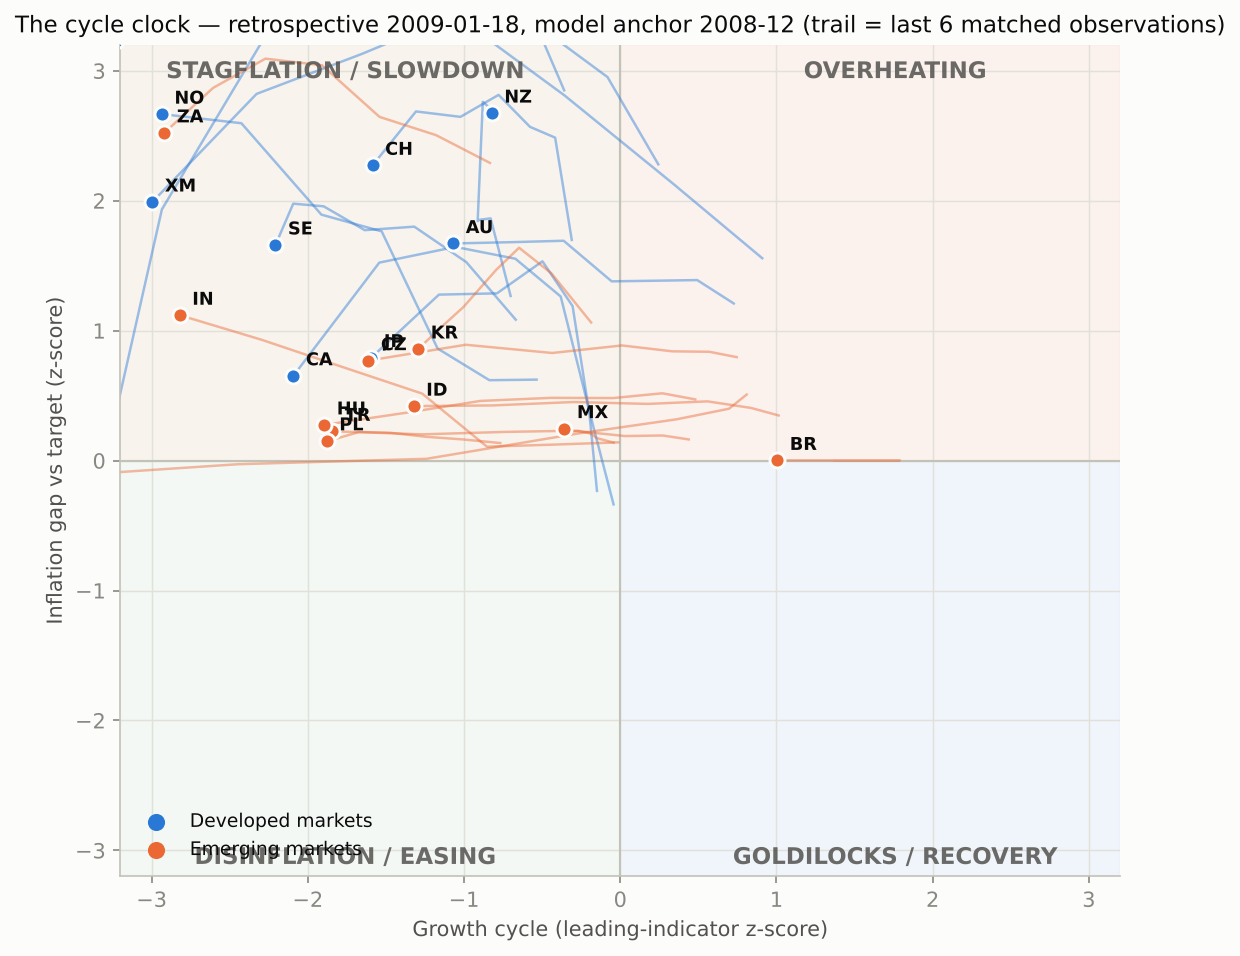 The cycle clock — retrospective 2009-01-18, model anchor 2008-12 (trail = last 6 matched observations)
STAGFLATION / SLOWDOWN
OVERHEATING
NO
ZA
NZ
CH
XM
SE
AU
IN
JP
CZ
KR
CA
ID
HU
TR
PL
MX
BR
Developed markets
Emerging markets
DISINFLATION / EASING
GOLDILOCKS / RECOVERY
3
2
1
0
−1
−2
−3
−3
−2
−1
0
1
2
3
Inflation gap vs target (z-score)
Growth cycle (leading-indicator z-score)